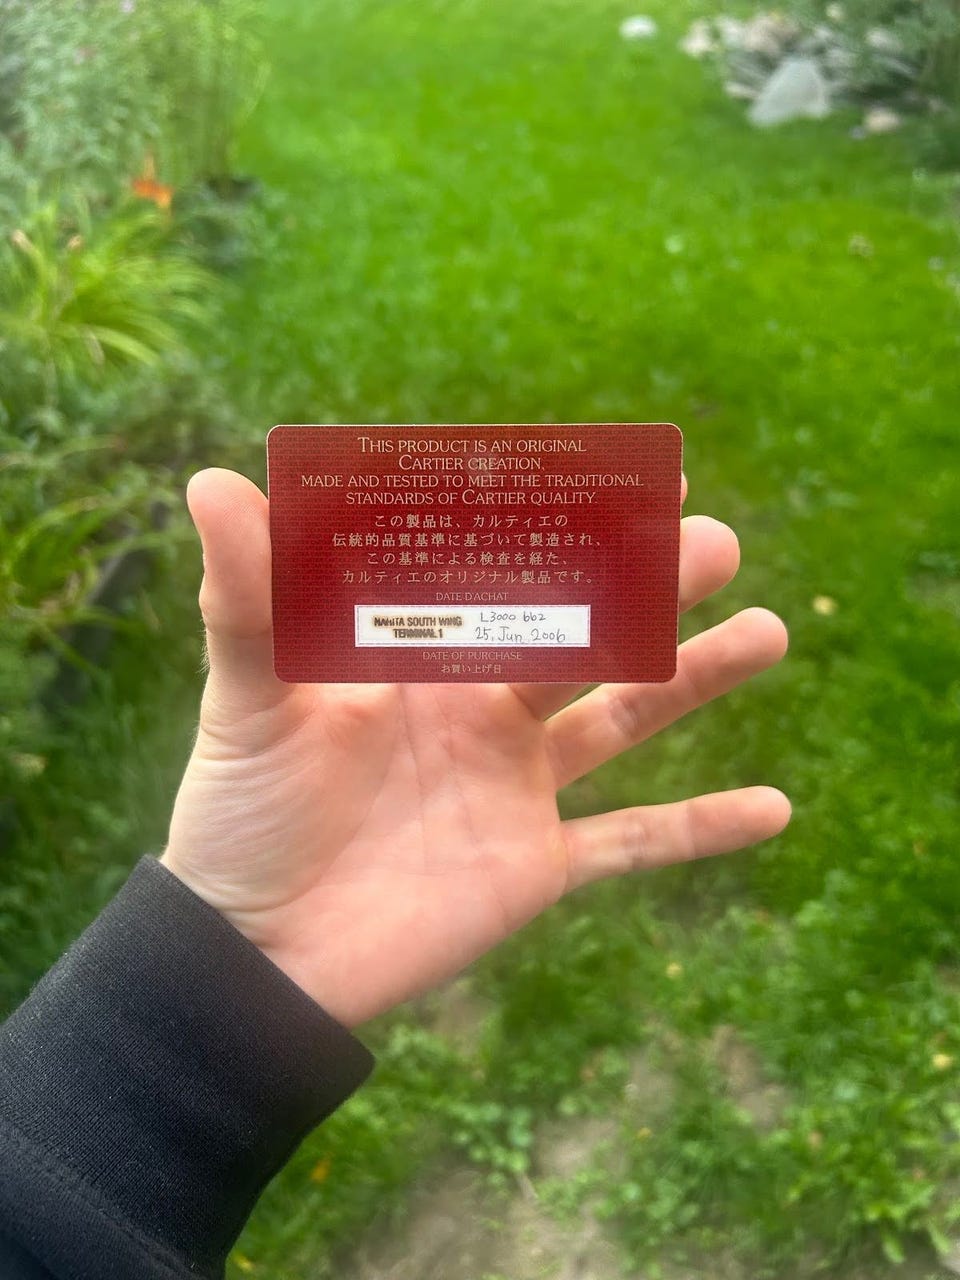 THIS PRODUCT IS AN ORIGINAL
CARTIER CREATION,
MADE AND TESTED TO MEET THE TRADITIONAL
STANDARDS OF CARTIER QUALITY
この製品は、カルティエの
伝統的品質基準に基づいて製造され、
この基準による検査を経た、
カルティエのオリジナル製品です。
DATE D'ACHAT
NARITA SOUTH WING
TERMINAL 1
L3000 662
25, Jun 2006
DATE OF PURCHASE
お買い上げ日